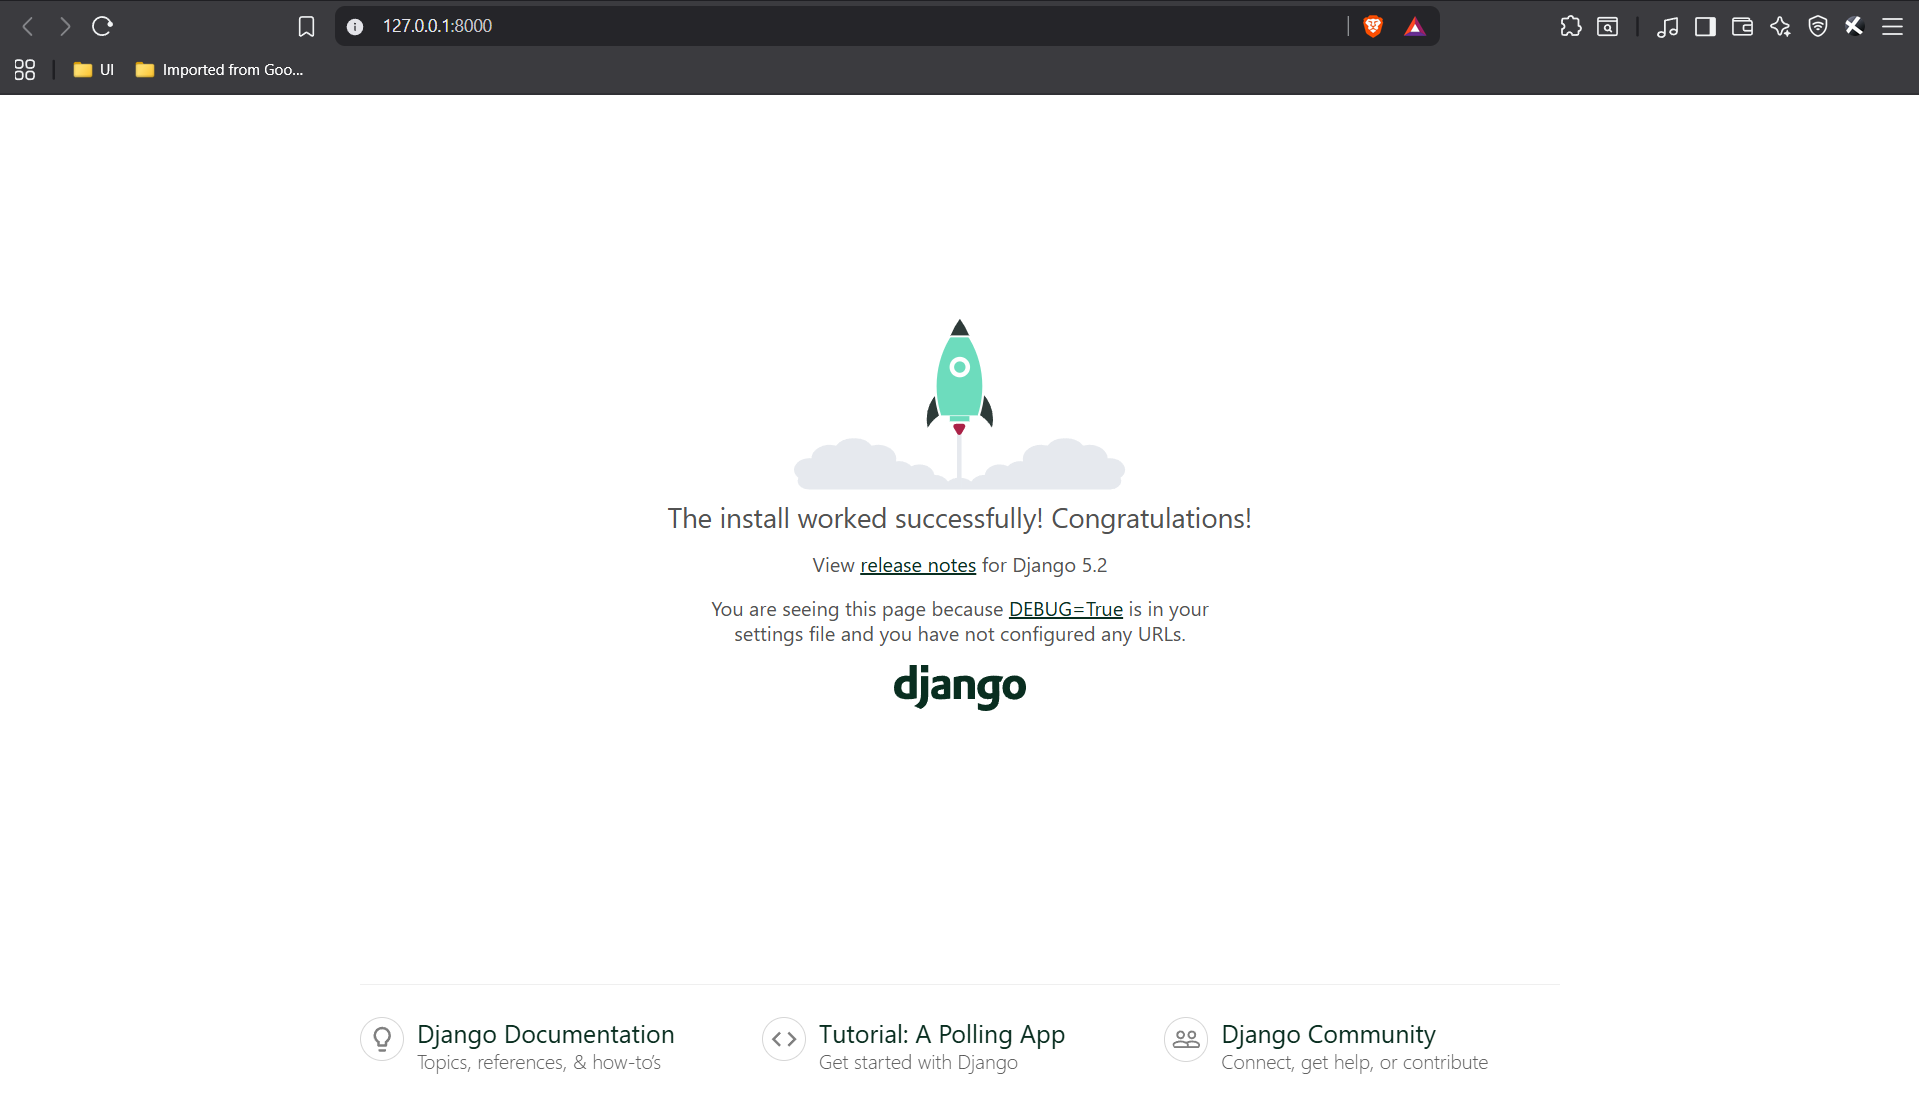 127.0.0.1:8000
UI
Imported from Goo...
The install worked successfully! Congratulations!
View release notes for Django 5.2
You are seeing this page because DEBUG=True is in your
settings file and you have not configured any URLs.
django
Django Documentation
Topics, references, & how-to’s
Tutorial: A Polling App
Get started with Django
Django Community
Connect, get help, or contribute